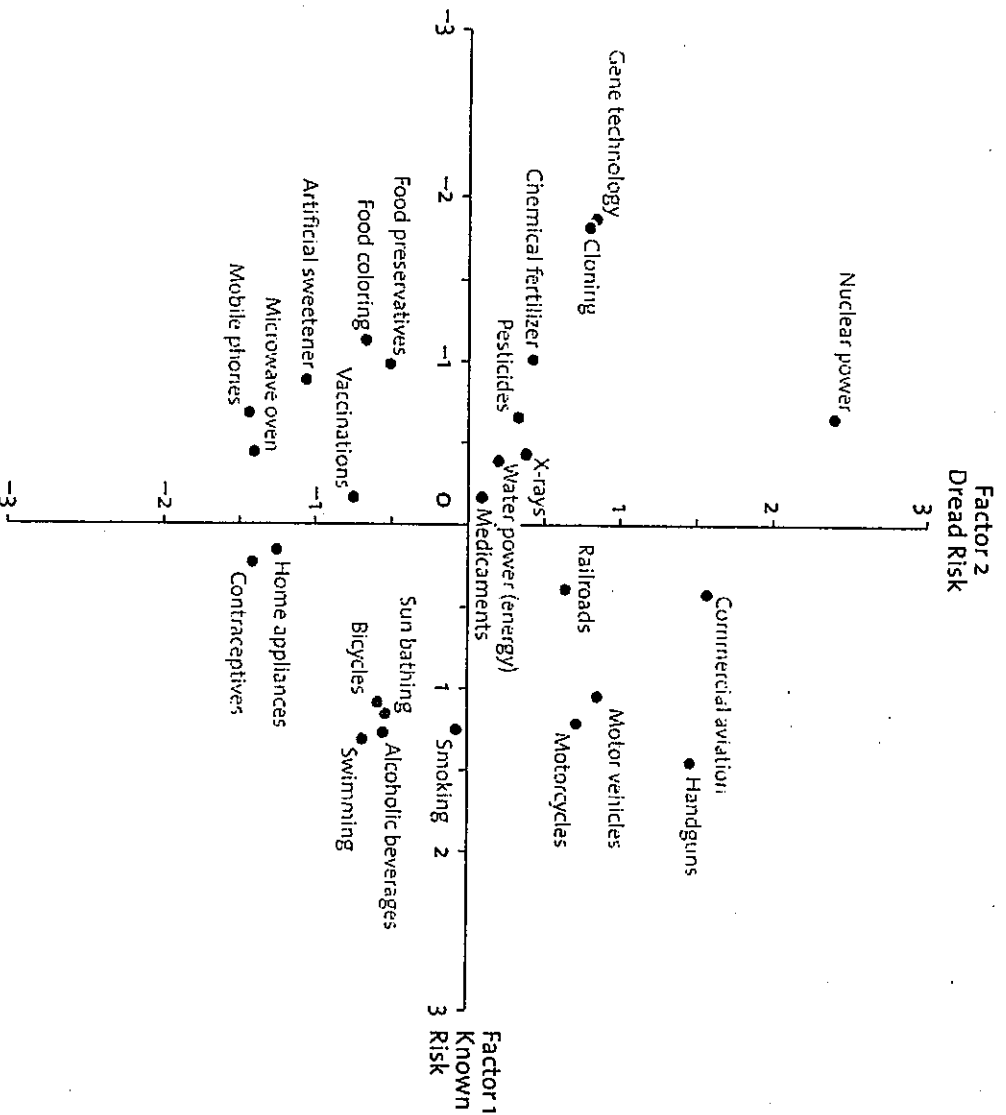 Factor 2
Dread Risk
3
Nuclear power
2
Commercial aviation
Handguns
Gene technology
Cloning
1
Motor vehicles
Motorcycles
Railroads
Chemical fertilizer
Pesticides
X-rays
Water power (energy)
Medicaments
−3
−2
−1
0
1
2
3
Factor 1
Known
Risk
Smoking
Food preservatives
Food coloring
Vaccinations
Sun bathing
Bicycles
Alcoholic beverages
Swimming
−1
Artificial sweetener
Microwave oven
Mobile phones
Home appliances
Contraceptives
−2
−3